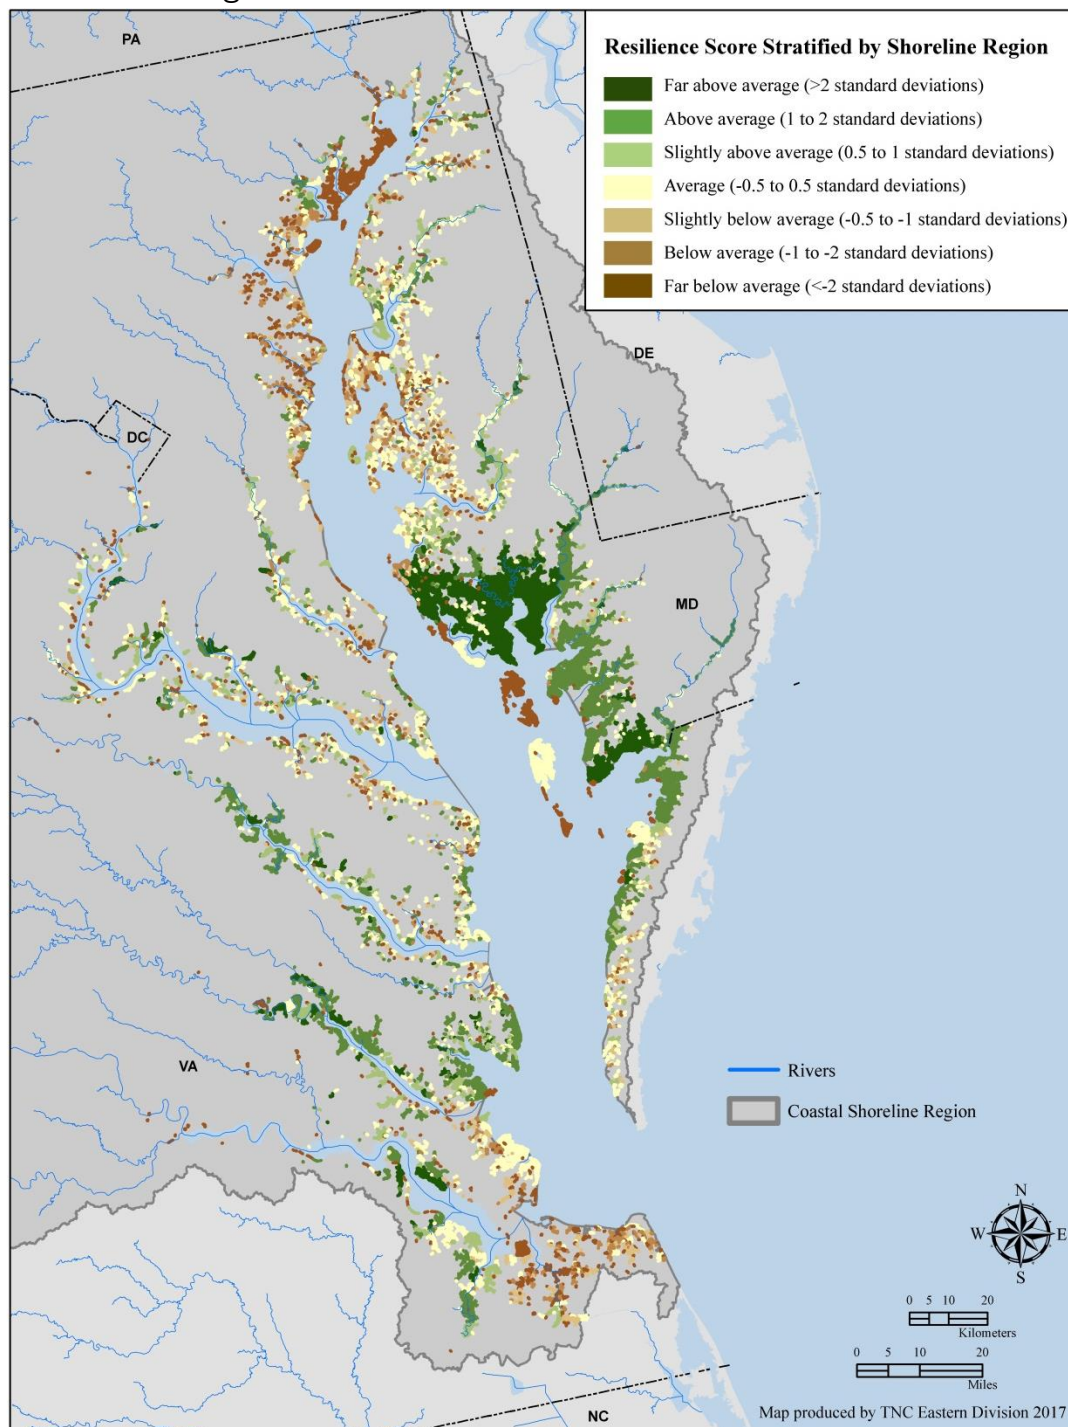 PA
Resilience Score Stratified by Shoreline Region
Far above average (>2 standard deviations)
Above average (1 to 2 standard deviations)
Slightly above average (0.5 to 1 standard deviations)
Average (-0.5 to 0.5 standard deviations)
Slightly below average (-0.5 to -1 standard deviations)
Below average (-1 to -2 standard deviations)
Far below average (<-2 standard deviations)
DE
DC
MD
VA
Rivers
Coastal Shoreline Region
N
W E
S
0 5 10 20
Kilometers
0 5 10 20
Miles
NC
Map produced by TNC Eastern Division 2017